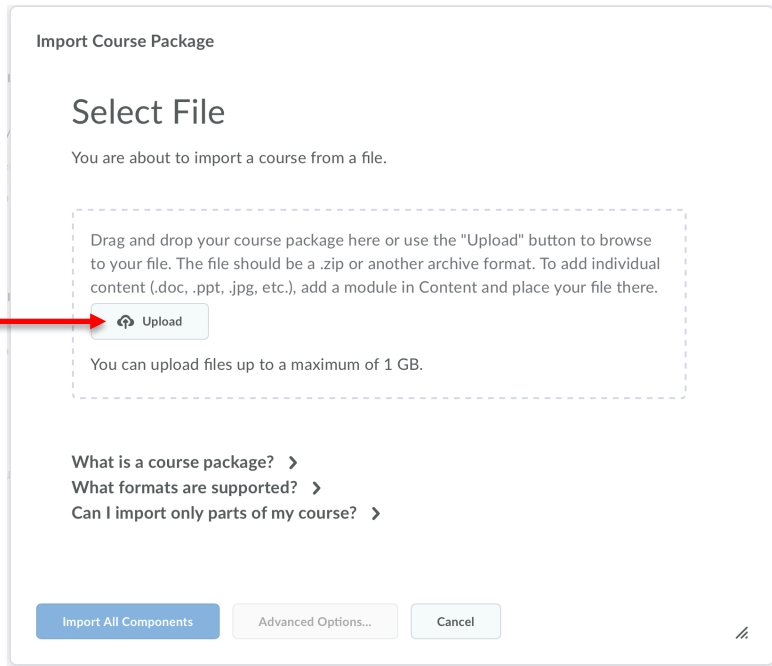 Import Course Package
Select File
You are about to import a course from a file.
Drag and drop your course package here or use the "Upload" button to browse
to your file. The file should be a .zip or another archive format. To add individual
content (.doc, .ppt, .jpg, etc.), add a module in Content and place your file there.
Upload
You can upload files up to a maximum of 1 GB.
What is a course package?
What formats are supported?
Can I import only parts of my course?
Import All Components
Advanced Options...
Cancel